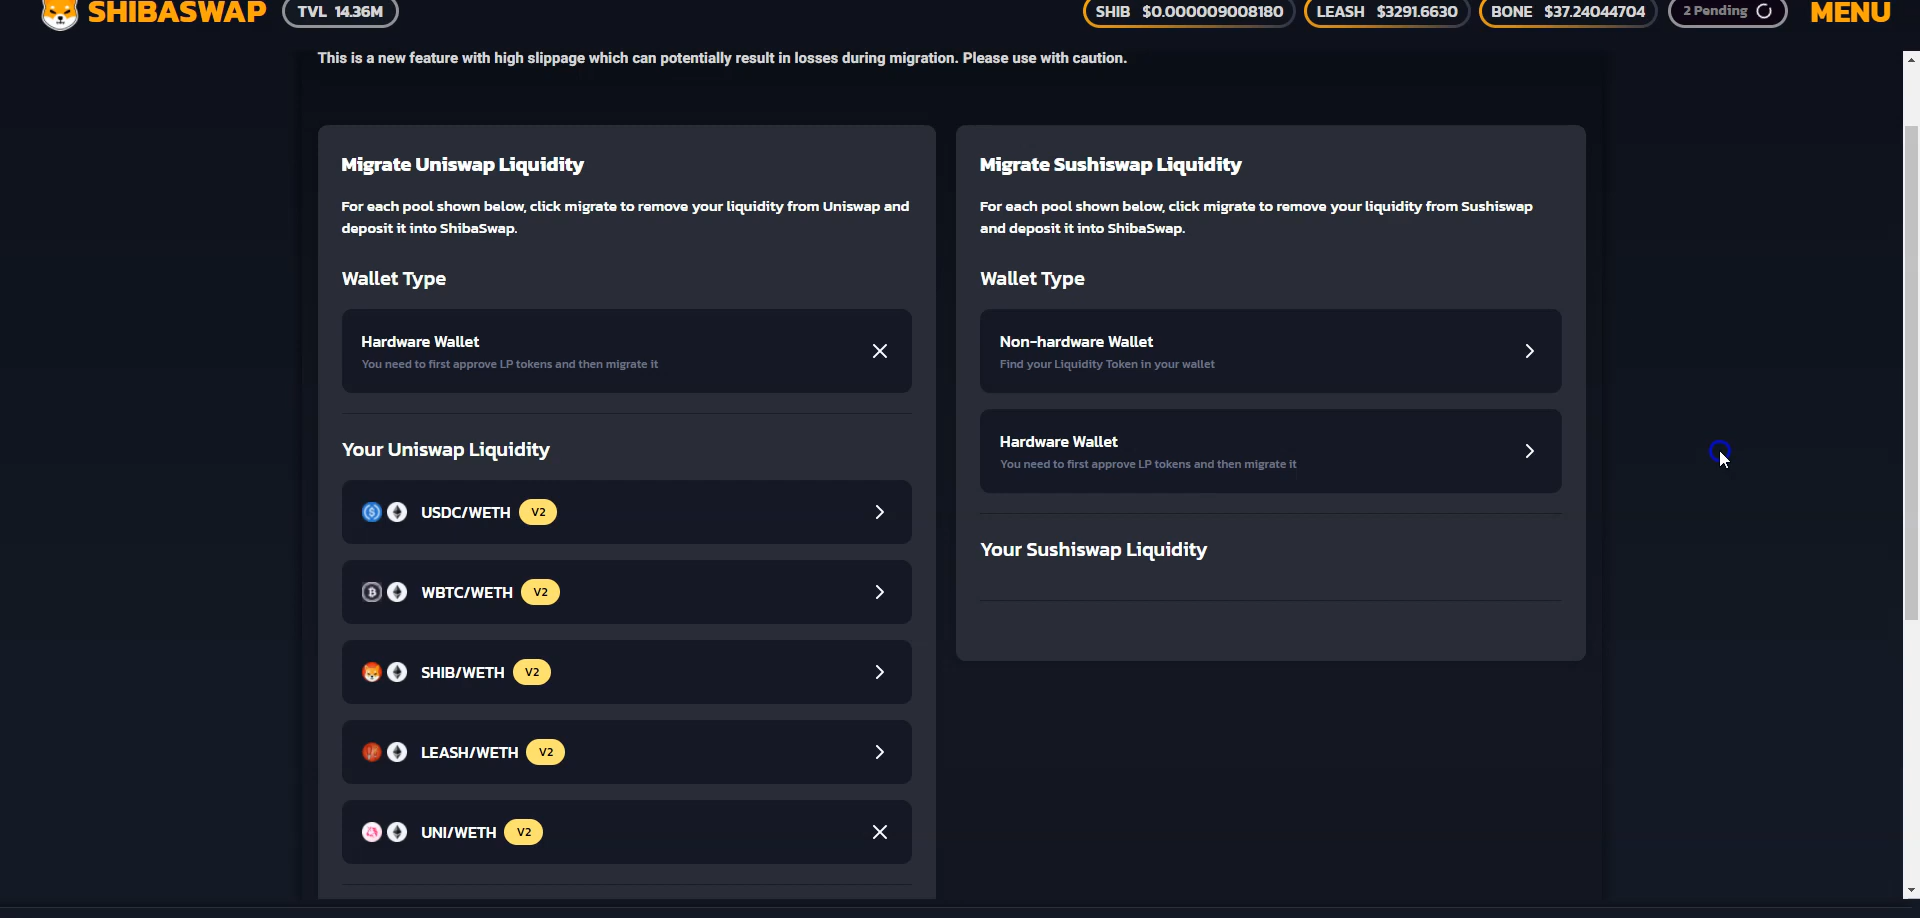 SHIBASWAP
TVL 14.36M
SHIB $0.000009008180
LEASH $3291.6630
BONE $37.24044704
2 Pending
MENU
This is a new feature with high slippage which can potentially result in losses during migration. Please use with caution.
Migrate Uniswap Liquidity
For each pool shown below, click migrate to remove your liquidity from Uniswap and
deposit it into ShibaSwap.
Wallet Type
Hardware Wallet
You need to first approve LP tokens and then migrate it
Your Uniswap Liquidity
USDC/WETH V2
WBTC/WETH V2
SHIB/WETH V2
LEASH/WETH V2
UNI/WETH V2
Migrate Sushiswap Liquidity
For each pool shown below, click migrate to remove your liquidity from Sushiswap
and deposit it into ShibaSwap.
Wallet Type
Non-hardware Wallet
Find your Liquidity Token in your wallet
Hardware Wallet
You need to first approve LP tokens and then migrate it
Your Sushiswap Liquidity